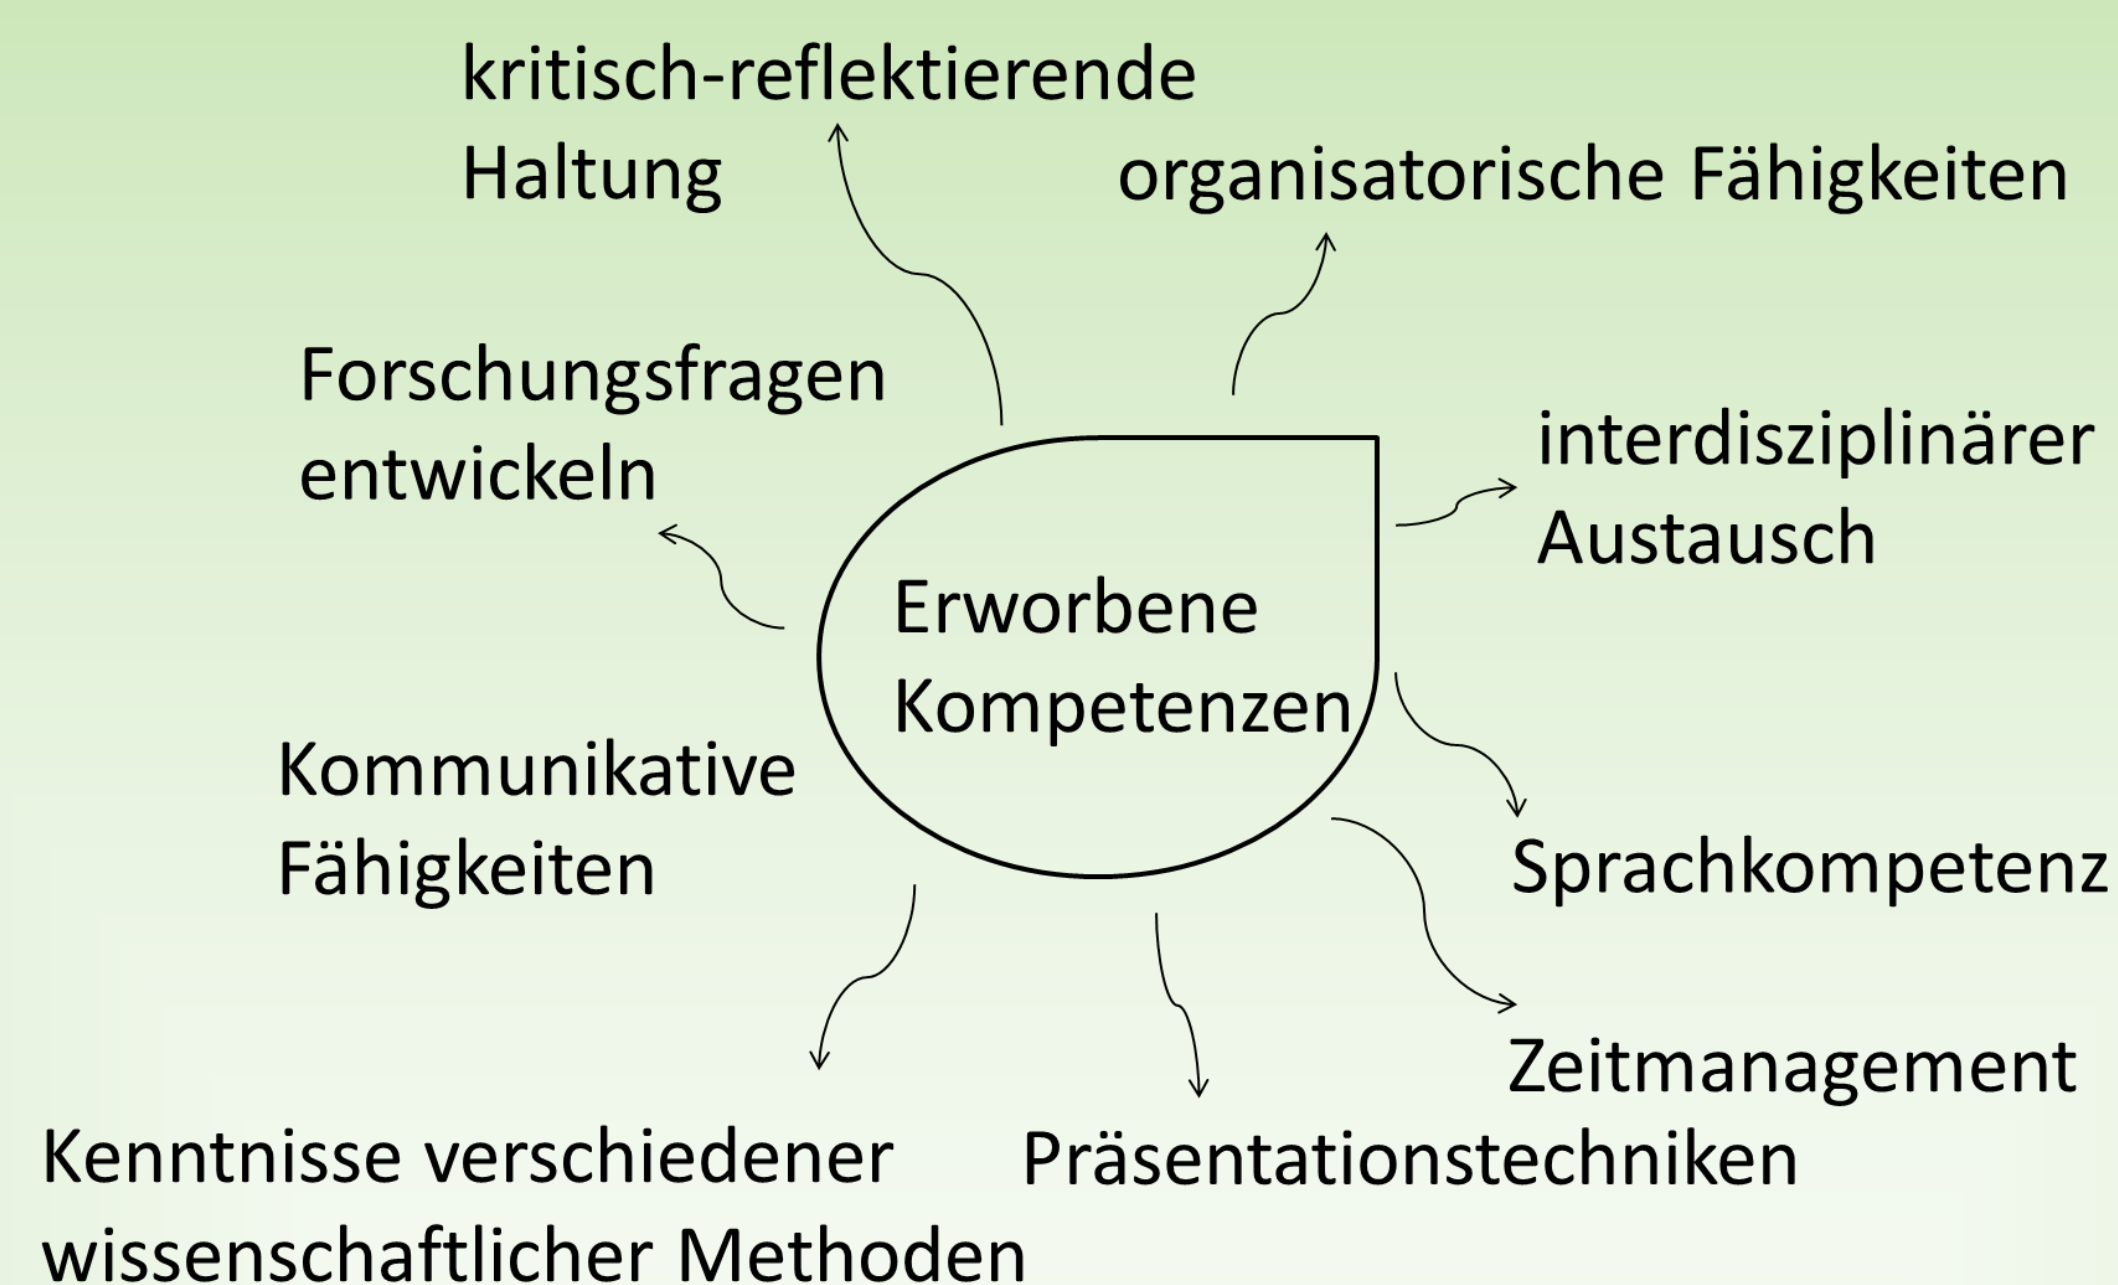 kritisch-reflektierende
Haltung
organisatorische Fähigkeiten
Forschungsfragen
entwickeln
interdisziplinärer
Austausch
Erworbene
Kompetenzen
Kommunikative
Fähigkeiten
Sprachkompetenz
Zeitmanagement
Kenntnisse verschiedener
wissenschaftlicher Methoden
Präsentationstechniken